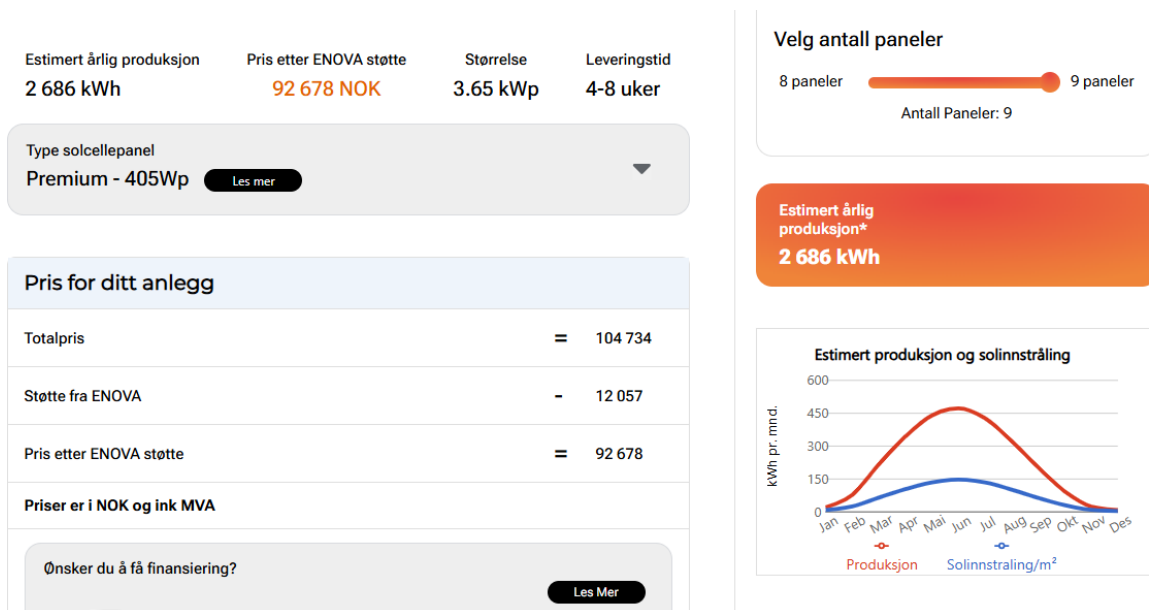 Estimert årlig produksjon
2 686 kWh
Pris etter ENOVA støtte
92 678 NOK
Størrelse
3.65 kWp
Leveringstid
4-8 uker
Type solcellepanel
Premium - 405Wp Les mer
Pris for ditt anlegg
Totalpris = 104 734
Støtte fra ENOVA - 12 057
Pris etter ENOVA støtte = 92 678
Priser er i NOK og ink MVA
Ønsker du å få finansiering?
Les Mer
Velg antall paneler
8 paneler 9 paneler
Antall Paneler: 9
Estimert årlig
produksjon*
2 686 kWh
Estimert produksjon og solinnstråling
kWh pr. mnd.
600
450
300
150
0
Jan Feb Mar Apr Mai Jun Jul Aug Sep Okt Nov Des
Produksjon Solinnstraling/m²